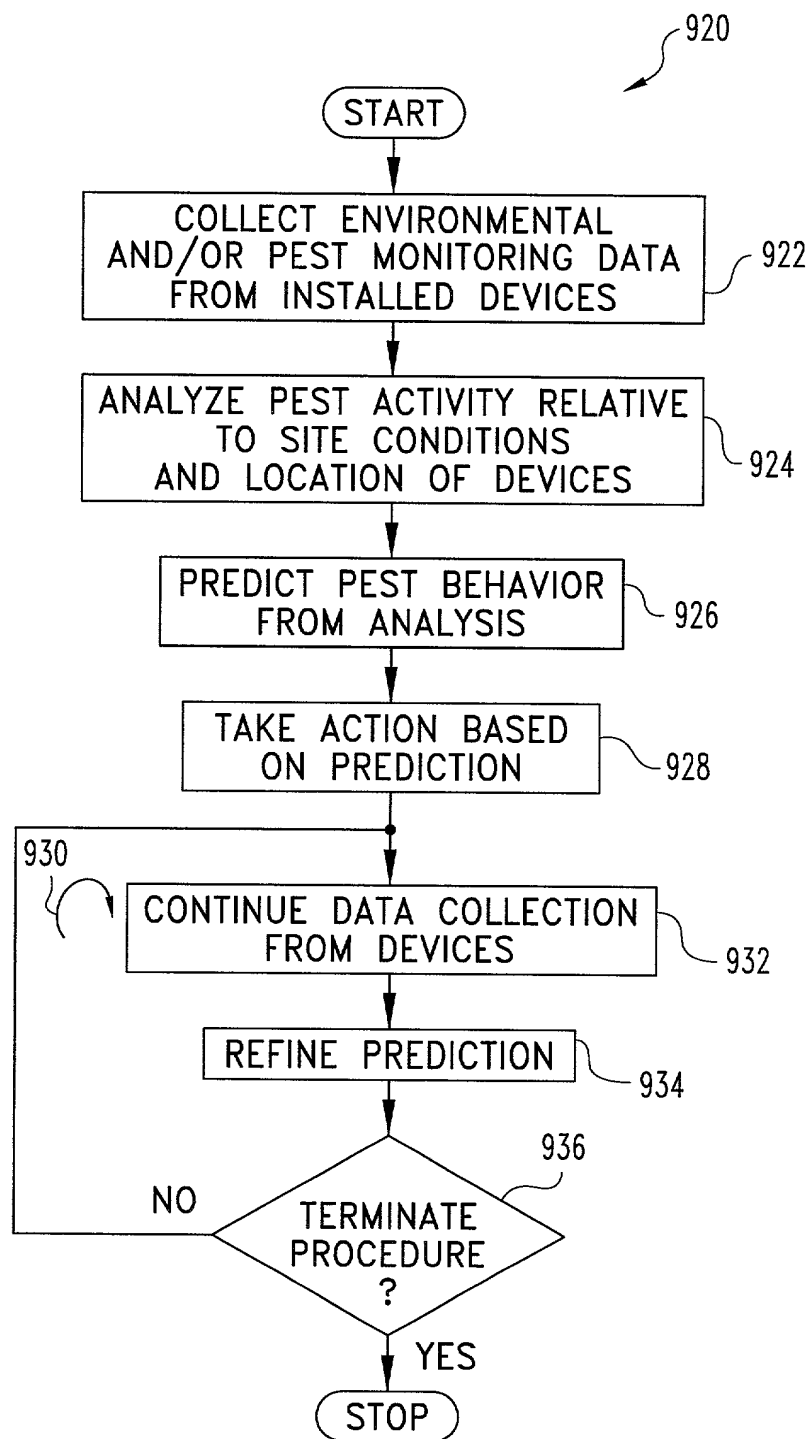 920
START
COLLECT ENVIRONMENTAL
AND/OR PEST MONITORING DATA
FROM INSTALLED DEVICES
922
ANALYZE PEST ACTIVITY RELATIVE
TO SITE CONDITIONS
AND LOCATION OF DEVICES
924
PREDICT PEST BEHAVIOR
FROM ANALYSIS
926
TAKE ACTION BASED
ON PREDICTION
928
930
CONTINUE DATA COLLECTION
FROM DEVICES
932
REFINE PREDICTION
934
936
NO
TERMINATE
PROCEDURE
?
YES
STOP